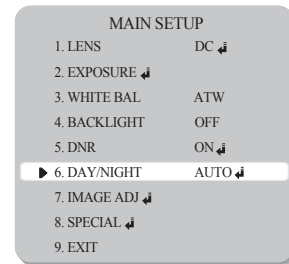 MAIN SETUP
1. LENS DC ↲
2. EXPOSURE ↲
3. WHITE BAL ATW
4. BACKLIGHT OFF
5. DNR ON ↲
▶ 6. DAY/NIGHT AUTO ↲
7. IMAGE ADJ ↲
8. SPECIAL ↲
9. EXIT